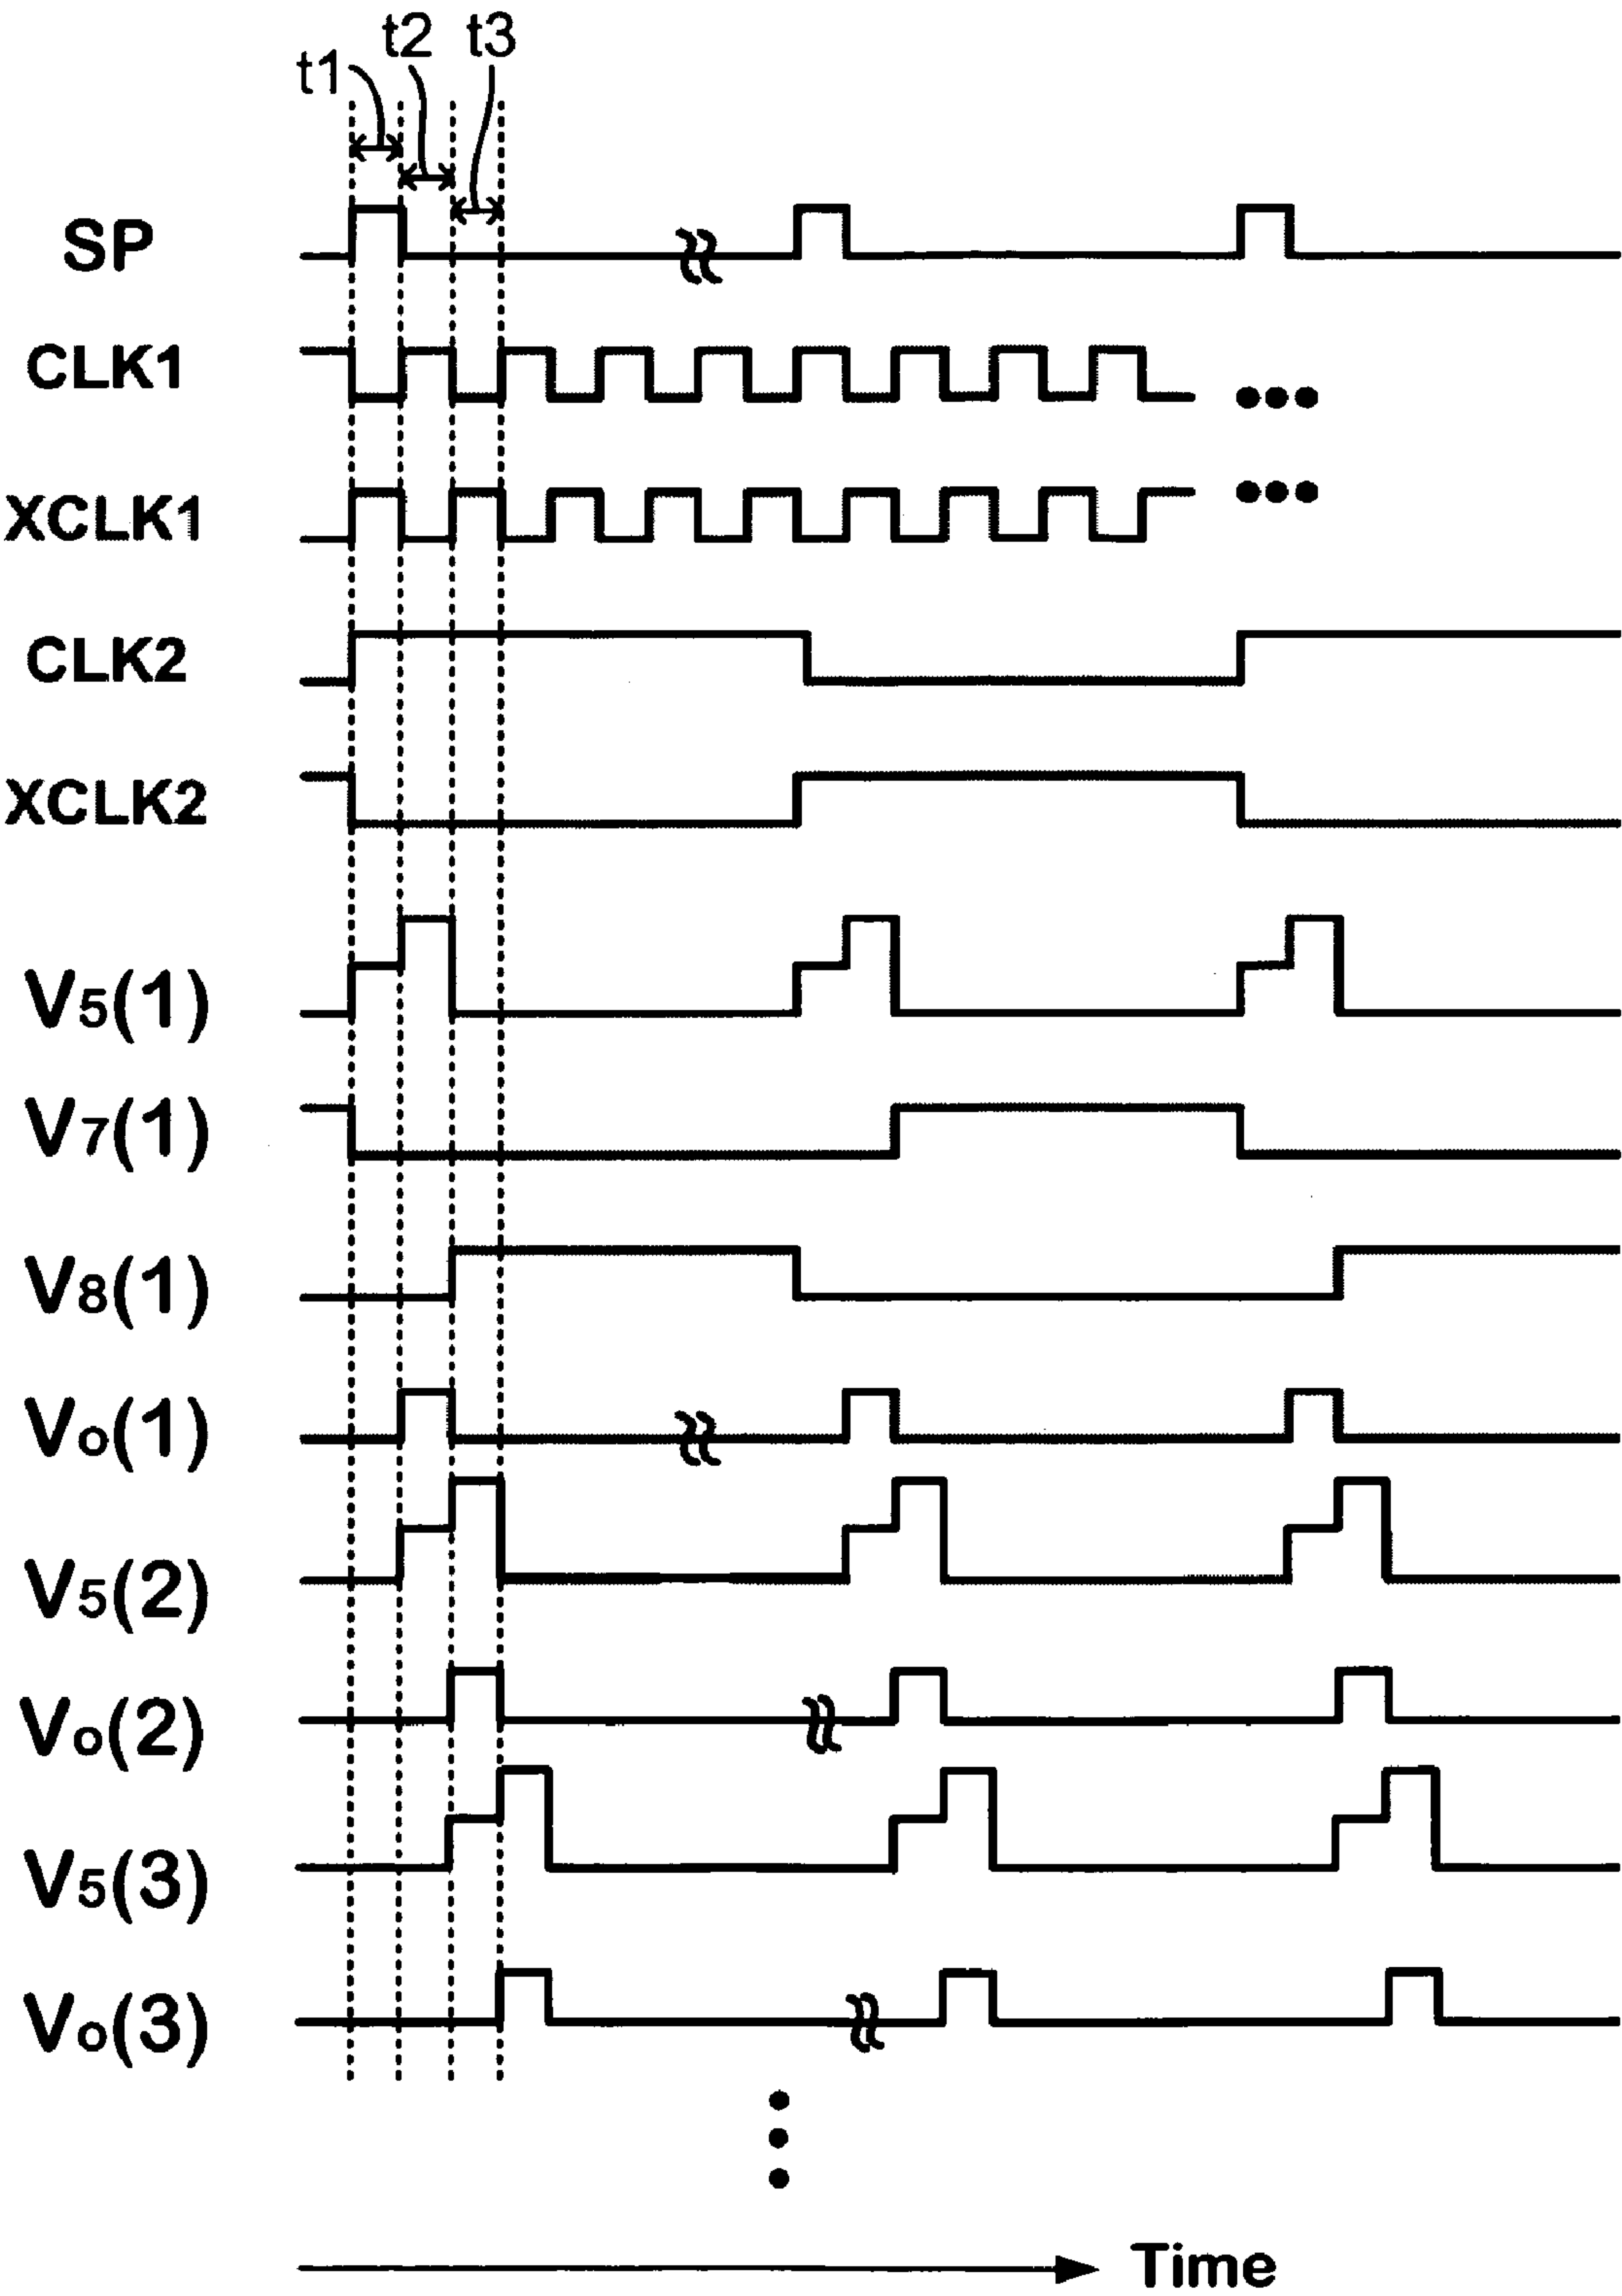 t1 t2 t3
SP
CLK1
XCLK1
CLK2
XCLK2
V5(1)
V7(1)
V8(1)
Vo(1)
V5(2)
Vo(2)
V5(3)
Vo(3)
Time